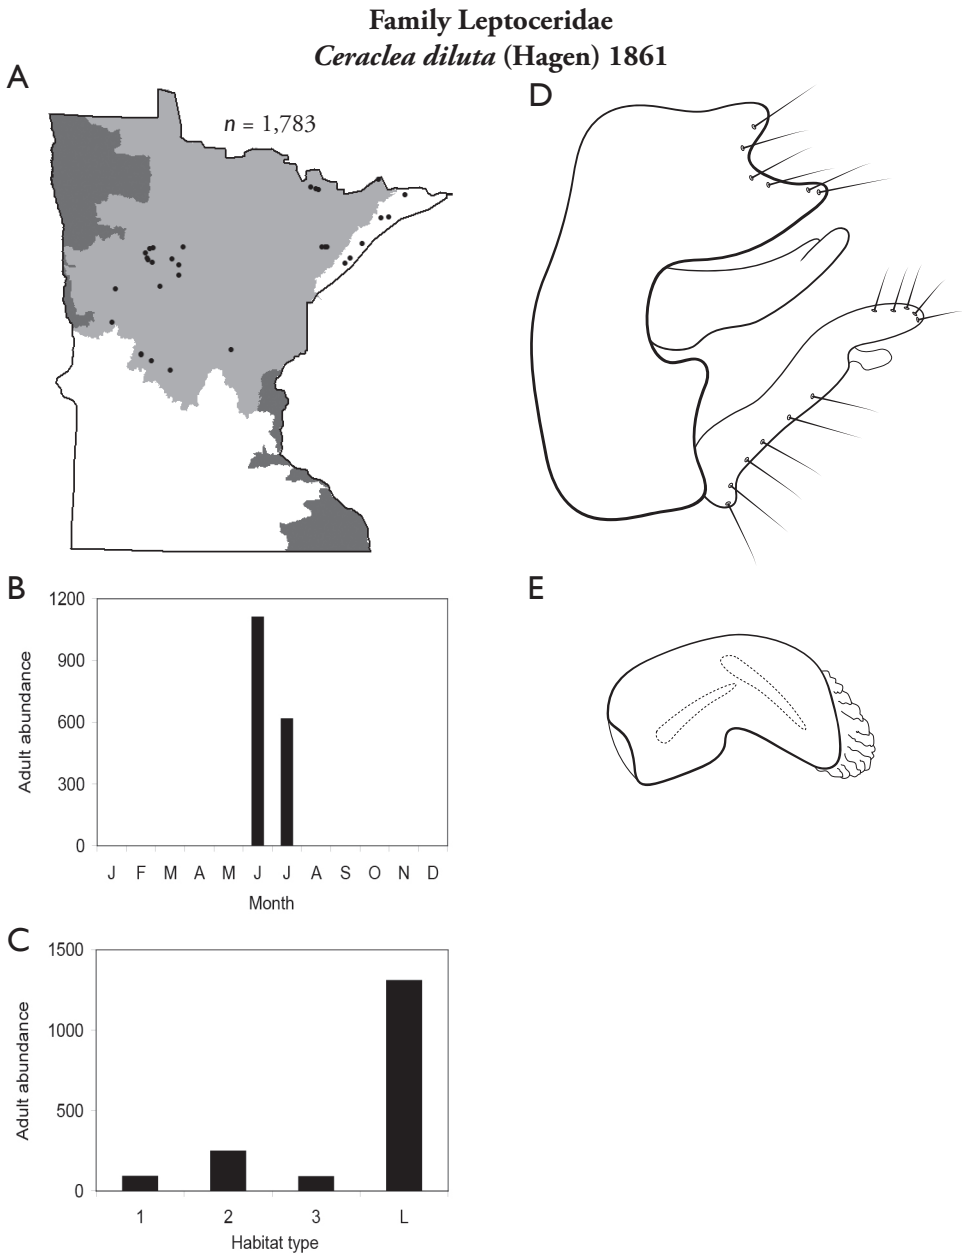 Family Leptoceridae
Ceraclea diluta (Hagen) 1861
A
n = 1,783
D
B
1200
900
600
300
0
Adult abundance
J F M A M J J A S O N D
Month
E
C
1500
1000
500
0
Adult abundance
1 2 3 L
Habitat type